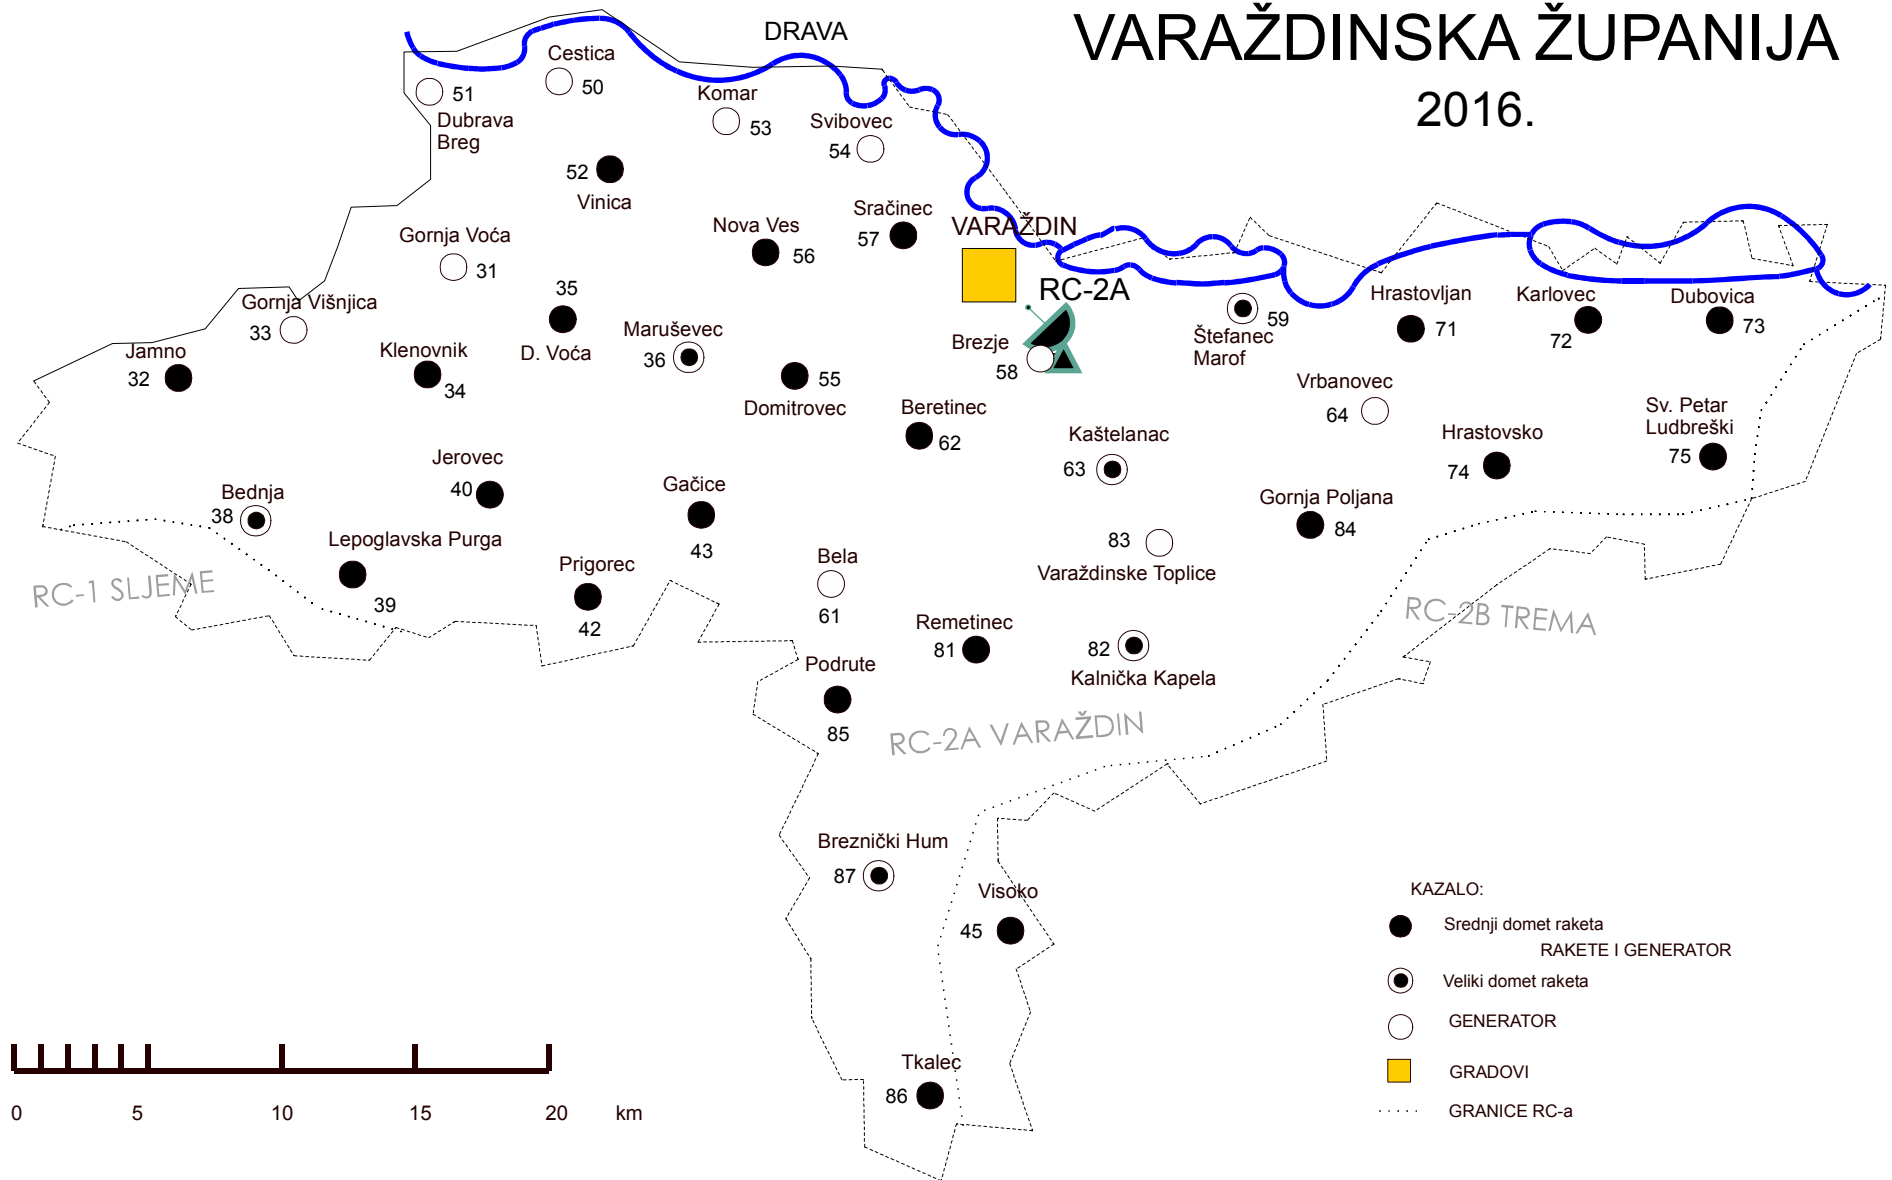 VARAŽDINSKA ŽUPANIJA
2016.
DRAVA
Cestica
50
51
Dubrava
Breg
Komar
53
Svibovec
54
52
Vinica
Gornja Voća
31
Nova Ves
56
Sračinec
57
VARAŽDIN
RC-2A
Gornja Višnjica
33
35
D. Voća
Maruševec
36
Jamno
32
Klenovnik
34
55
Domitrovec
Brezje
58
59
Štefanec
Marof
Hrastovljan
71
Karlovec
72
Dubovica
73
Vrbanovec
64
Beretinec
62
Kaštelanac
63
Hrastovsko
74
Sv. Petar
Ludbreški
75
Jerovec
40
Bednja
38
Gačice
43
Gornja Poljana
84
Lepoglavska Purga
39
Prigorec
42
Bela
61
83
Varaždinske Toplice
RC-1 SLJEME
RC-2B TREMA
Remetinec
81
82
Kalnička Kapela
Podrute
85
RC-2A VARAŽDIN
Breznički Hum
87
Visoko
45
Tkalec
86
KAZALO:
Srednji domet raketa
RAKETE I GENERATOR
Veliki domet raketa
GENERATOR
GRADOVI
GRANICE RC-a
0 5 10 15 20 km